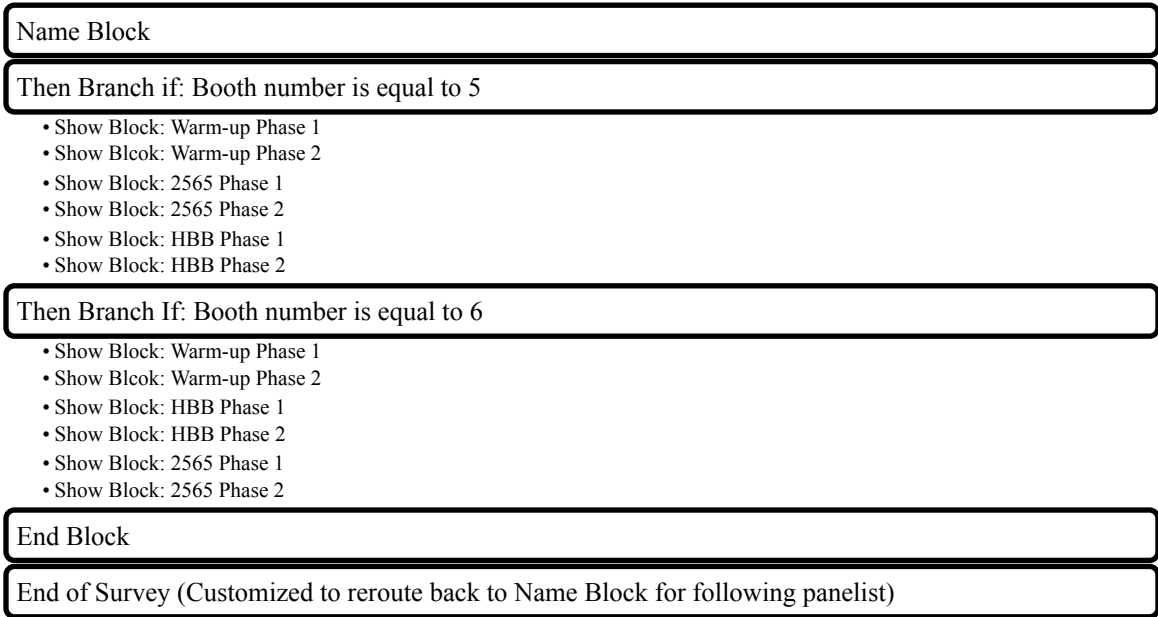 Name Block
Then Branch if: Booth number is equal to 5
• Show Block: Warm-up Phase 1
• Show Blcok: Warm-up Phase 2
• Show Block: 2565 Phase 1
• Show Block: 2565 Phase 2
• Show Block: HBB Phase 1
• Show Block: HBB Phase 2
Then Branch If: Booth number is equal to 6
• Show Block: Warm-up Phase 1
• Show Blcok: Warm-up Phase 2
• Show Block: HBB Phase 1
• Show Block: HBB Phase 2
• Show Block: 2565 Phase 1
• Show Block: 2565 Phase 2
End Block
End of Survey (Customized to reroute back to Name Block for following panelist)